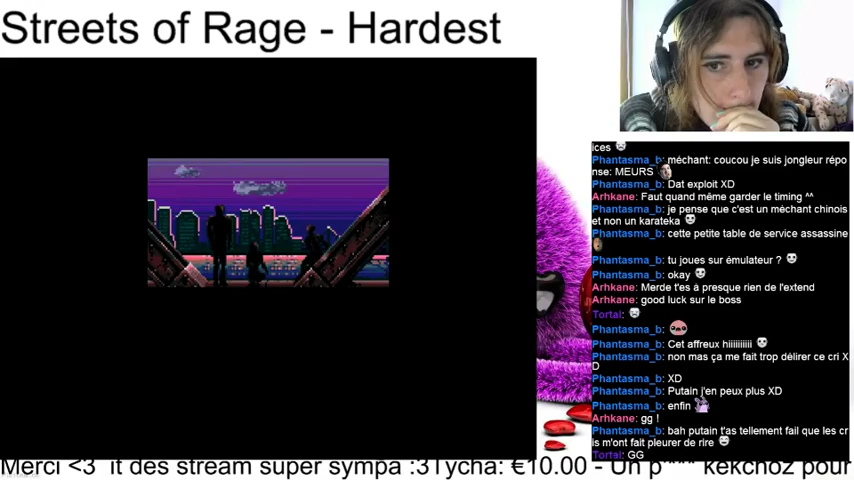 Streets of Rage - Hardest
ices
Phantasma_b: méchant: coucou je suis jongleur répo
nse: MEURS
Phantasma_b: Dat exploit XD
Arhkane: Faut quand même garder le timing ^^
Phantasma_b: je pense que c'est un méchant chinois
et non un karateka
Phantasma_b: cette petite table de service assassine
Phantasma_b: tu joues sur émulateur ?
Phantasma_b: okay
Arhkane: Merde t'es à presque rien de l'extend
Arhkane: good luck sur le boss
Tortal:
Phantasma_b:
Phantasma_b: Cet affreux hiiiiiiiiiii
Phantasma_b: non mas ça me fait trop délirer ce cri X
D
Phantasma_b: XD
Phantasma_b: Putain j'en peux plus XD
Phantasma_b: enfin
Arhkane: gg !
Phantasma_b: bah putain t'as tellement fail que les cr
is m'ont fait pleurer de rire
Tortal: GG
Merci <3 it des stream super sympa :3Tycha: €10.00 - Un p**** kekchoz pour